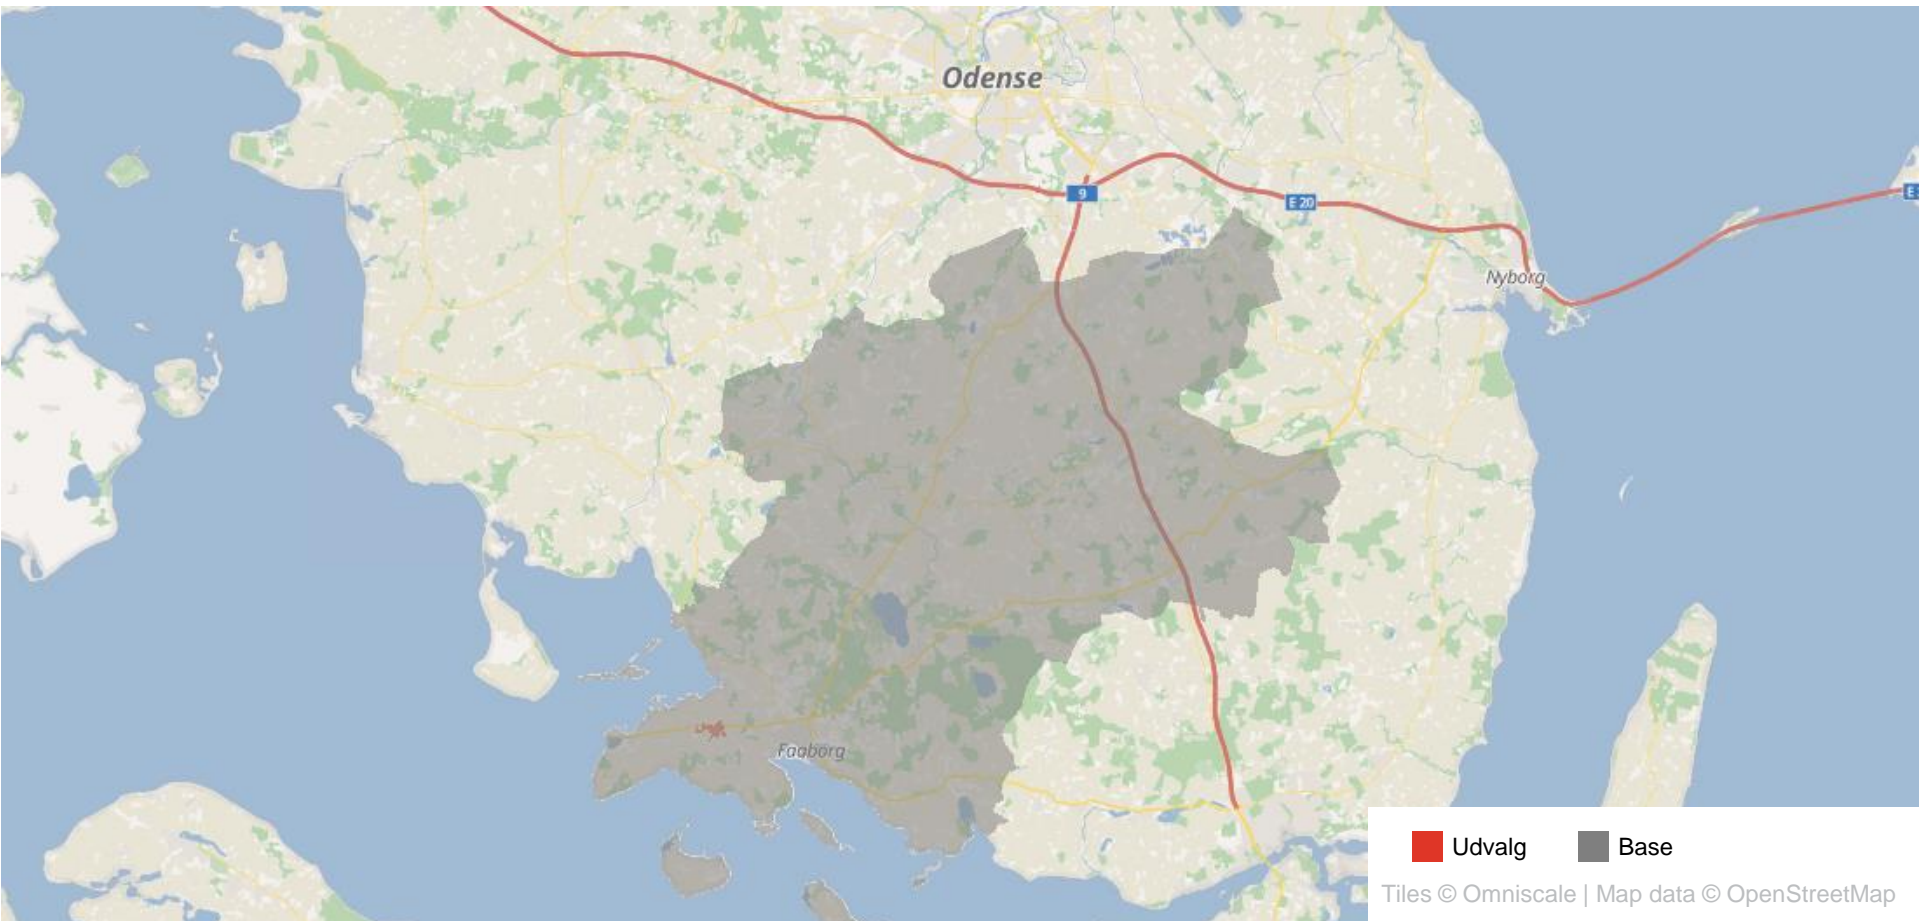 Odense
9
E 20
E
Nyborg
Faaborg
Udvalg
Base
Tiles © Omniscale | Map data © OpenStreetMap